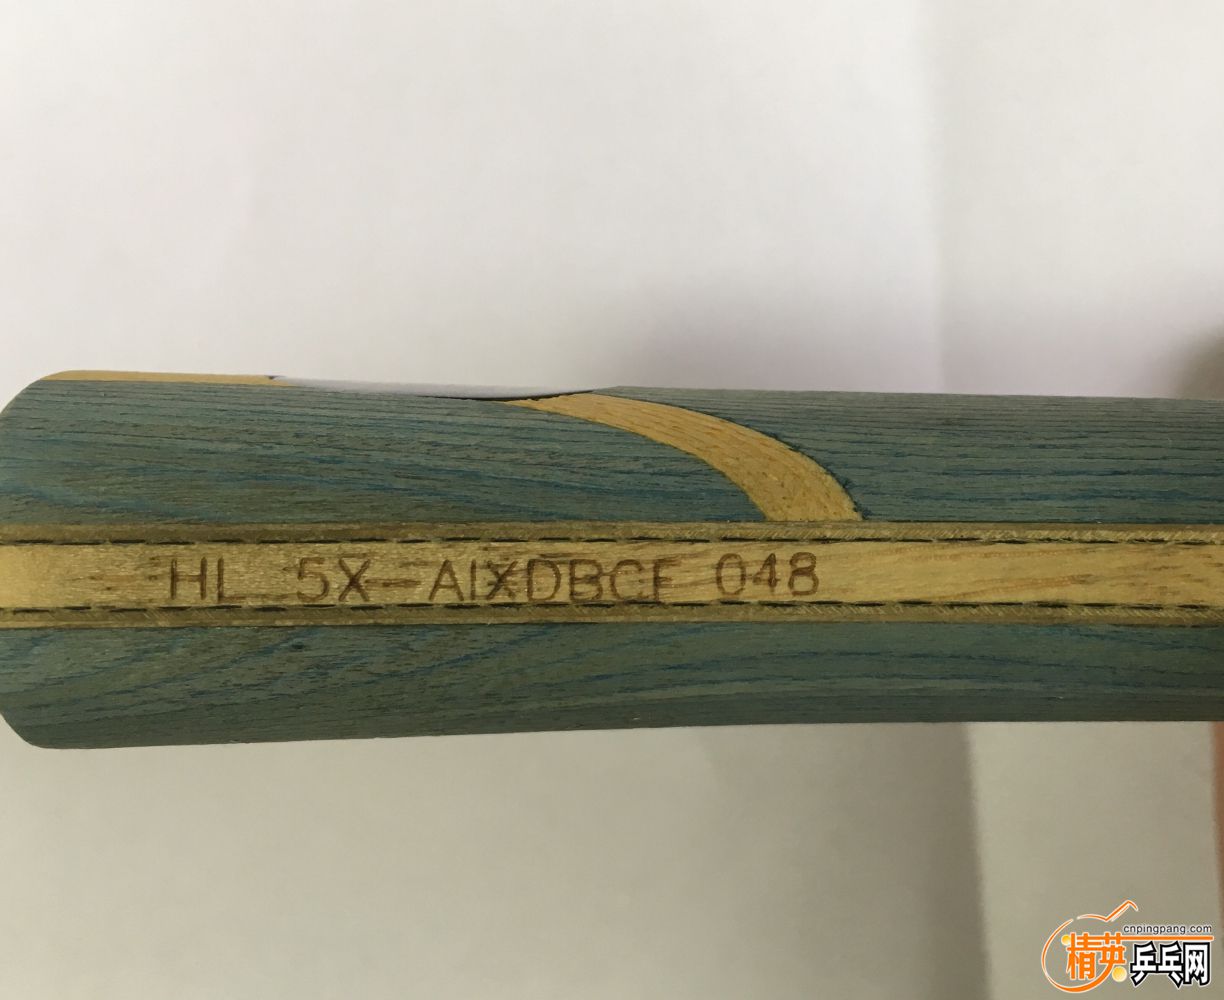 HL 5X-AIXDBCF 048
cnpingpang.com
精英乒乓网